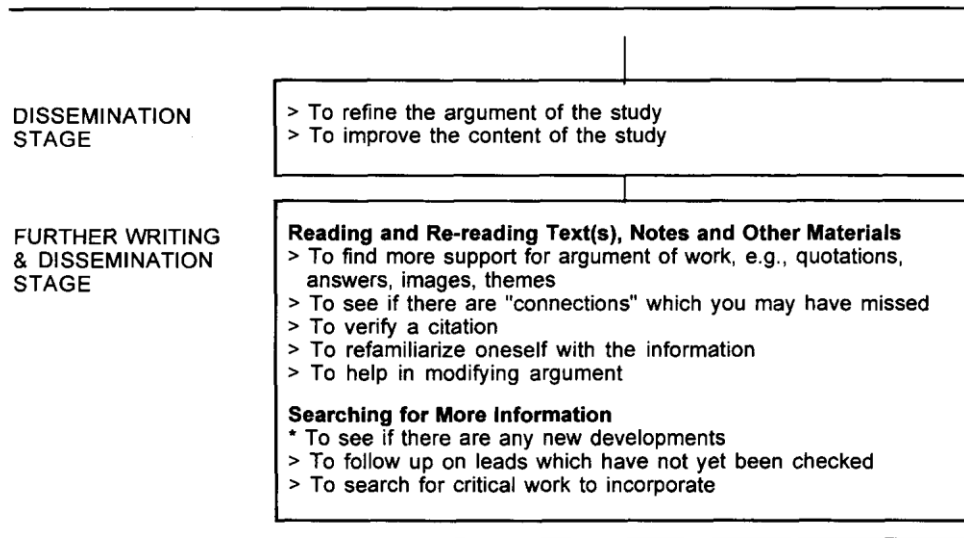 DISSEMINATION
STAGE
> To refine the argument of the study
> To improve the content of the study
FURTHER WRITING
& DISSEMINATION
STAGE
Reading and Re-reading Text(s), Notes and Other Materials
> To find more support for argument of work, e.g., quotations,
answers, images, themes
> To see if there are "connections" which you may have missed
> To verify a citation
> To refamiliarize oneself with the information
> To help in modifying argument
Searching for More Information
* To see if there are any new developments
> To follow up on leads which have not yet been checked
> To search for critical work to incorporate